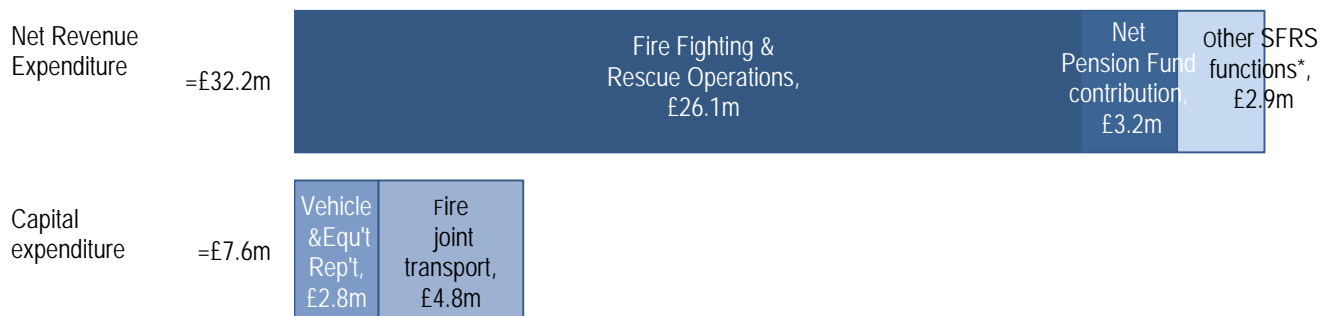 Net Revenue
Expenditure
=£32.2m
Fire Fighting &
Rescue Operations,
£26.1m
Net
Pension Fund
contribution,
£3.2m
Other SFRS
functions*,
£2.9m
Capital
expenditure
=£7.6m
Vehicle
&Equ't
Rep't,
£2.8m
Fire
joint
transport,
£4.8m